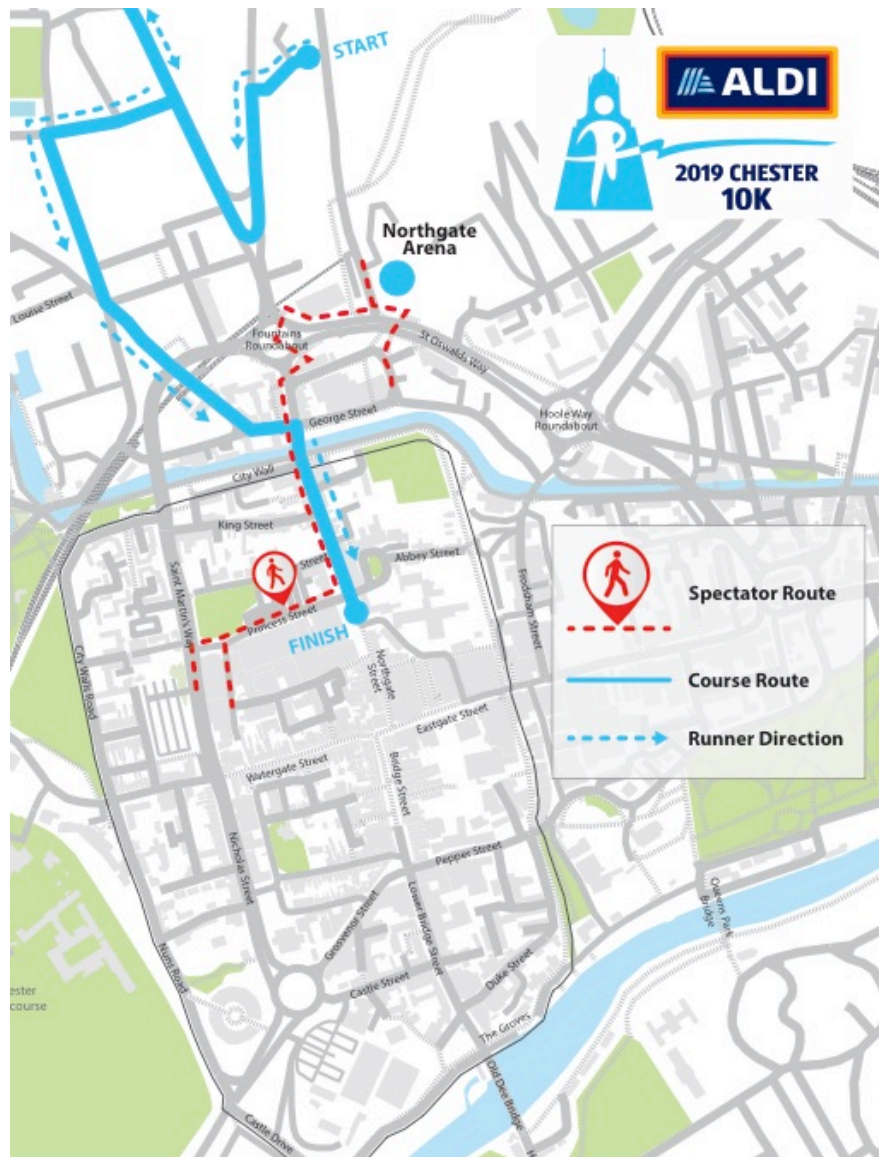 START
ALDI
2019 CHESTER
10K
Northgate
Arena
Louise Street
Fountains
Roundabout
St Oswalds Way
Hoole Way
Roundabout
George Street
City Wall
King Street
Street
Abbey Street
Saint Martin's Way
Princess Street
FINISH
Frodsham Street
City Walls Road
Northgate
Street
Eastgate Street
Watergate Street
Bridge Street
Spectator Route
Course Route
Runner Direction
Nicholas Street
Pepper Street
Grosvenor Street
Lower Bridge Street
Queens Park
Bridge
Castle Street
Duke Street
Nuns Road
ester
course
The Groves
Old Dee Bridge
Castle Drive